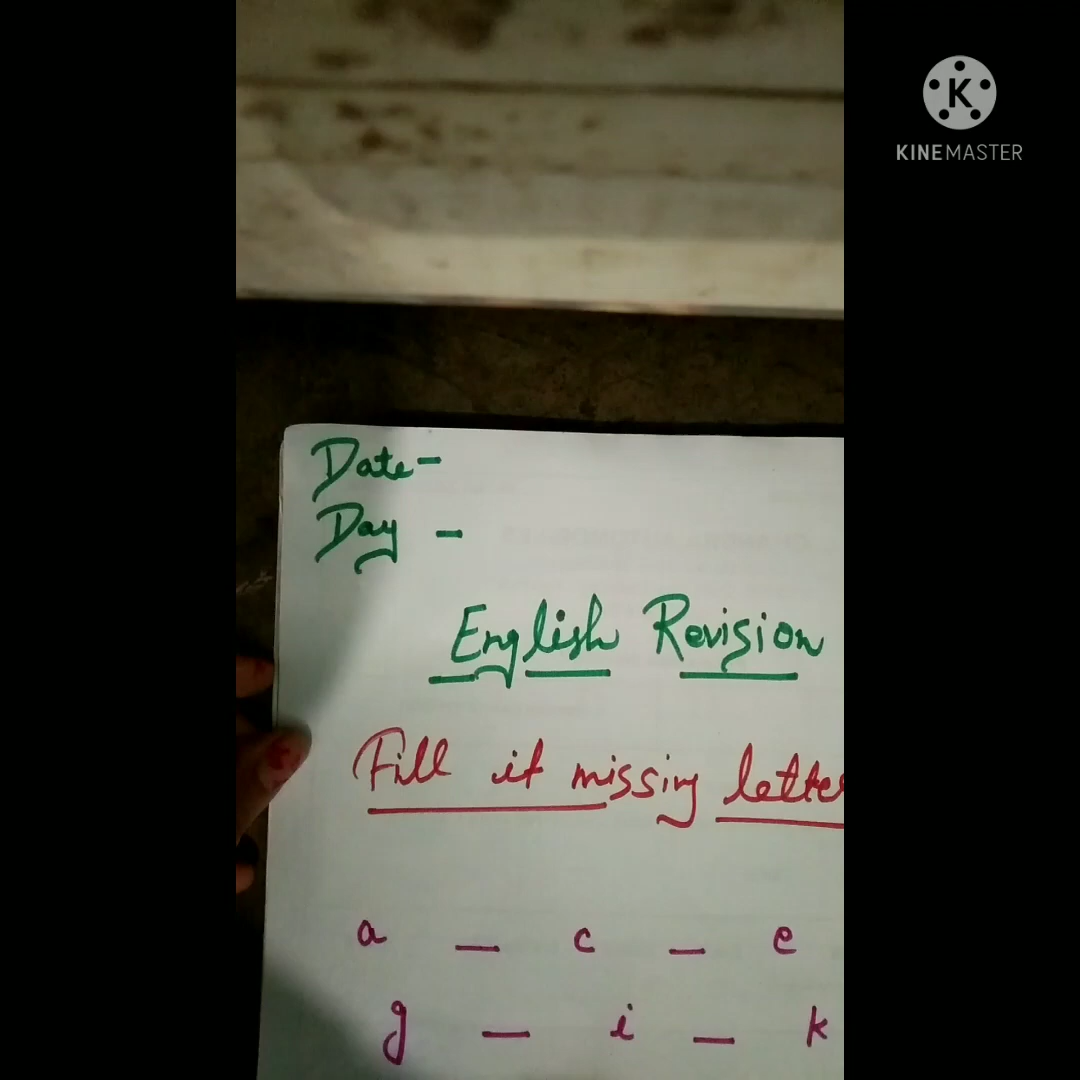 K
KINEMASTER
Date-
Day -
English Revision
Fill it missing letter
a _ c _ e
g _ i _ k